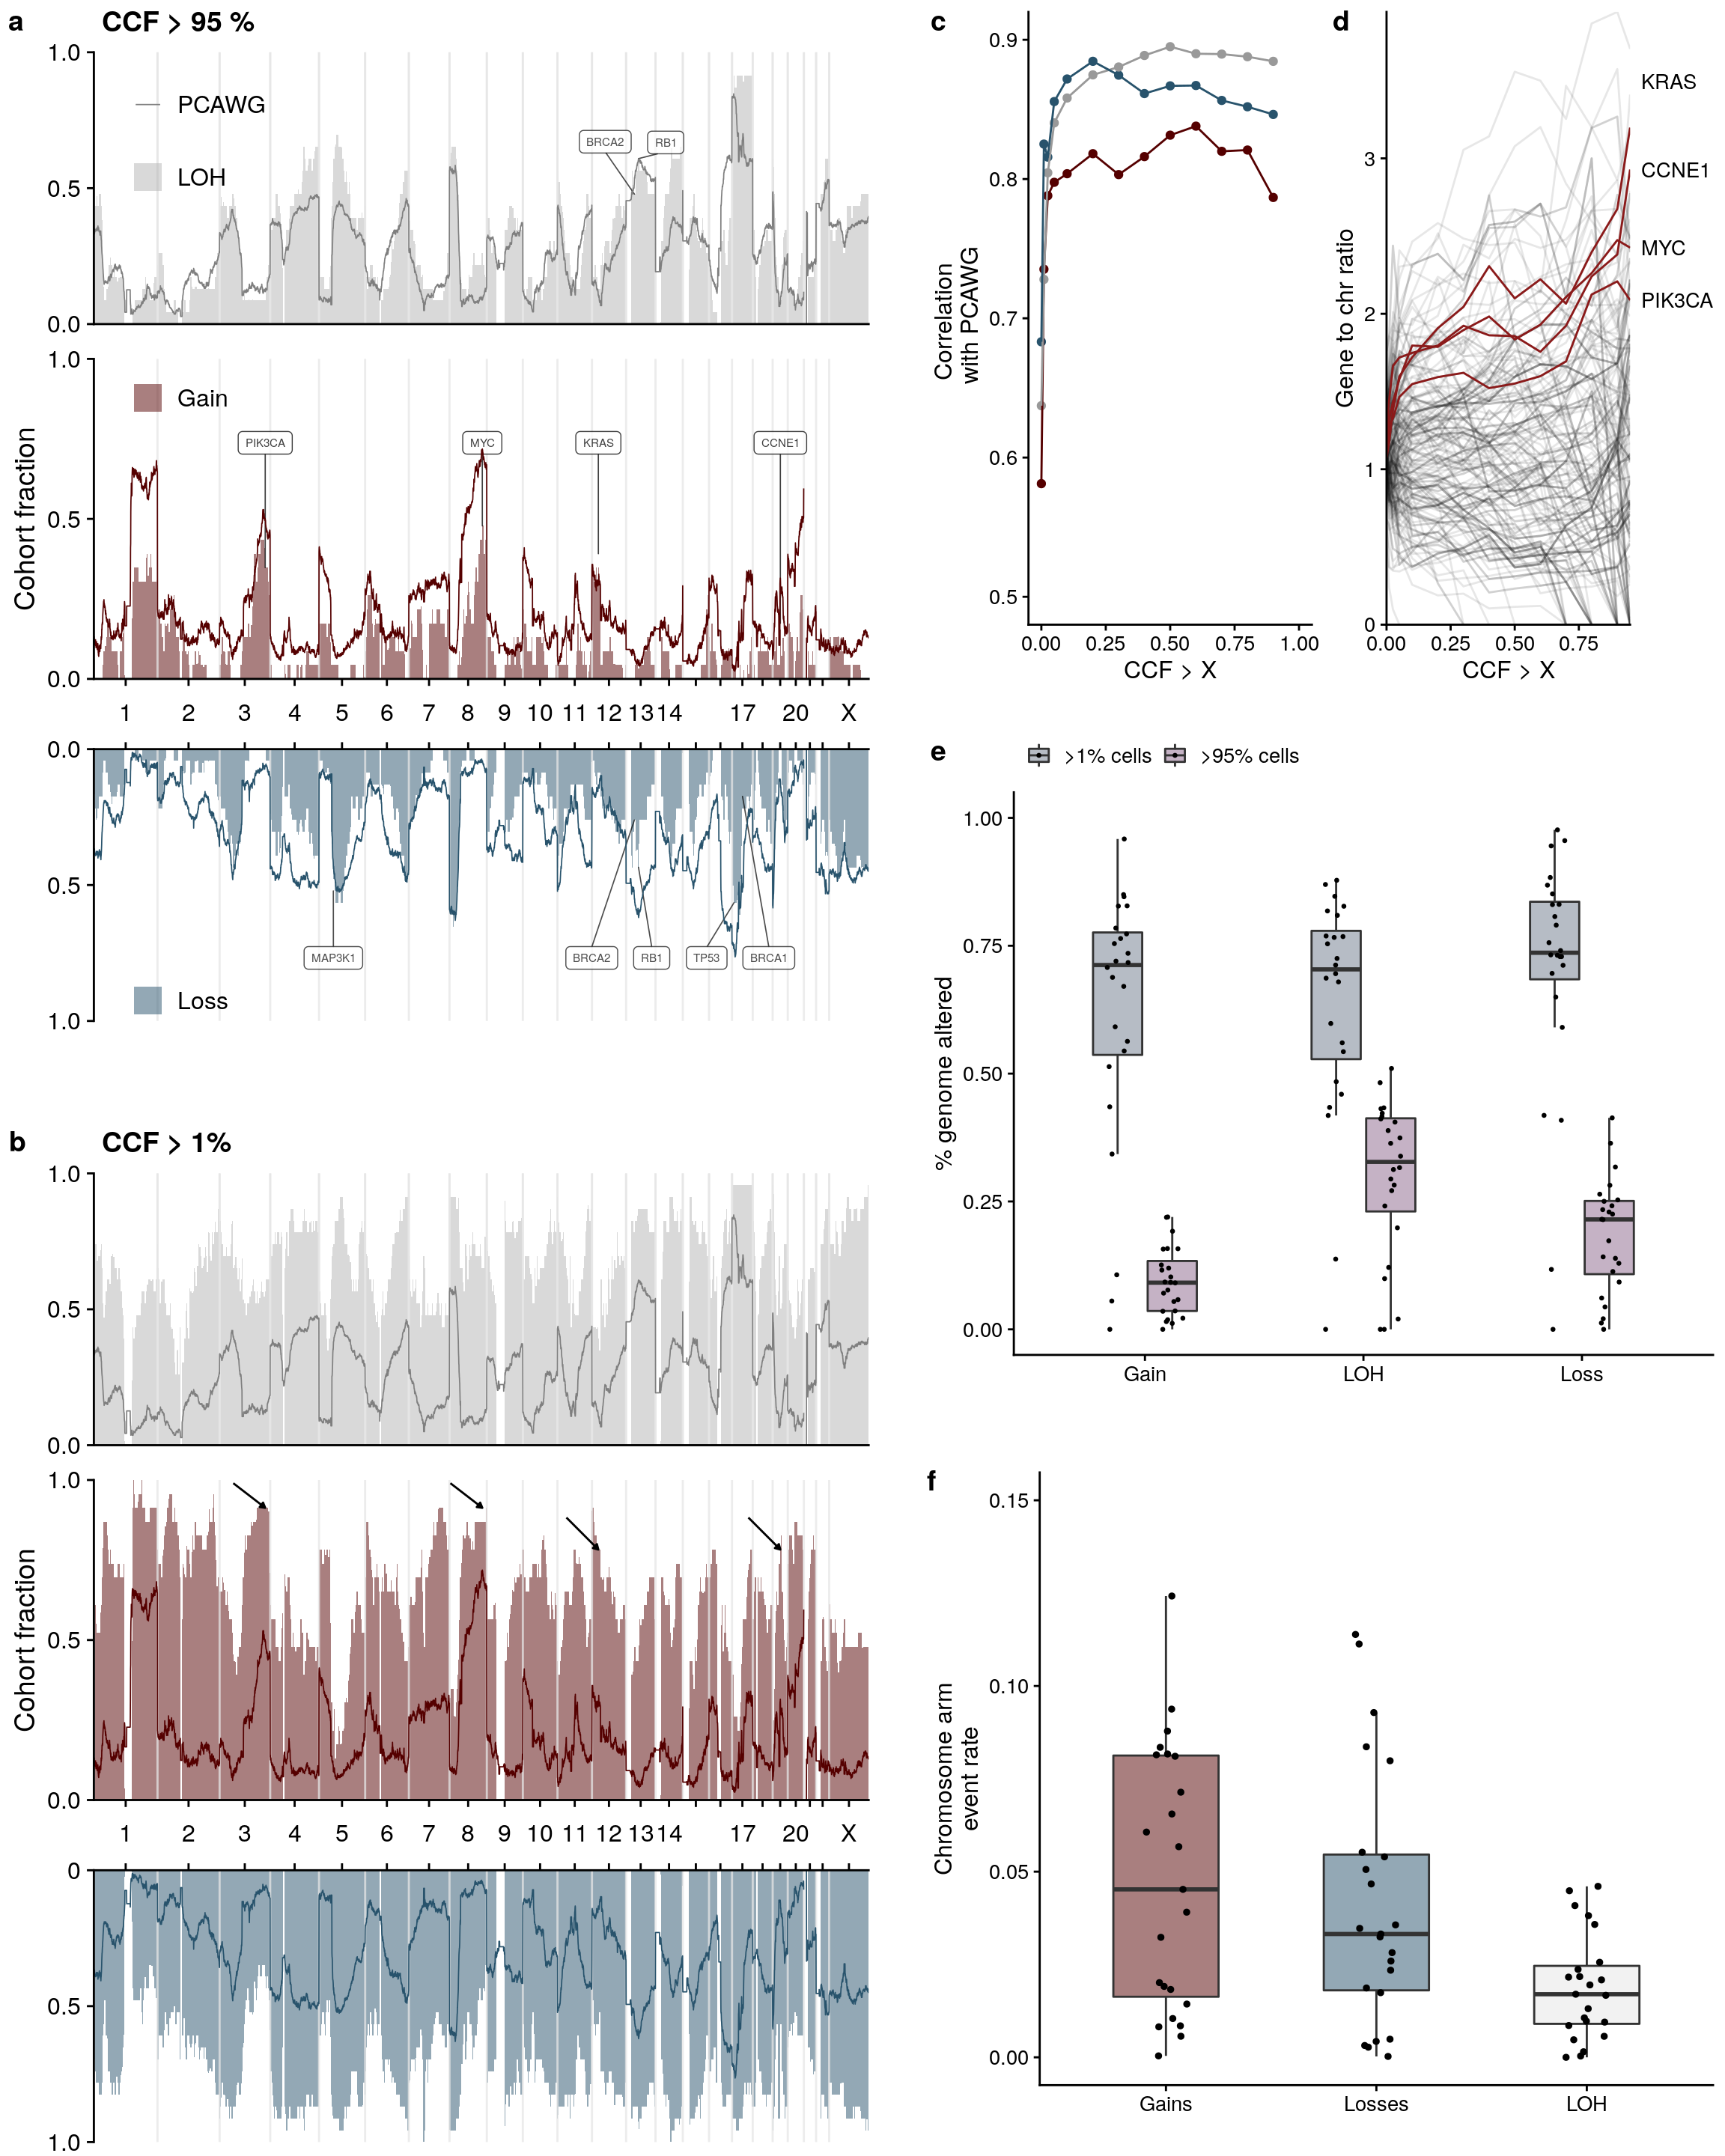 a
CCF > 95 %
1.0
0.5
0.0
PCAWG
LOH
BRCA2
RB1
Cohort fraction
1.0
0.5
0.0
Gain
PIK3CA
MYC
KRAS
CCNE1
1 2 3 4 5 6 7 8 9 10 11 12 13 14 17 20 X
0.0
0.5
1.0
MAP3K1
BRCA2
RB1
TP53
BRCA1
Loss
b
CCF > 1%
1.0
0.5
0.0
Cohort fraction
1.0
0.5
0.0
1 2 3 4 5 6 7 8 9 10 11 12 13 14 17 20 X
0
0.5
1.0
c
Correlation
with PCAWG
0.9
0.8
0.7
0.6
0.5
0.00 0.25 0.50 0.75 1.00
CCF > X
d
Gene to chr ratio
3
2
1
0
0.00 0.25 0.50 0.75
CCF > X
KRAS
CCNE1
MYC
PIK3CA
e
>1% cells >95% cells
% genome altered
1.00
0.75
0.50
0.25
0.00
Gain LOH Loss
f
Chromosome arm
event rate
0.15
0.10
0.05
0.00
Gains Losses LOH